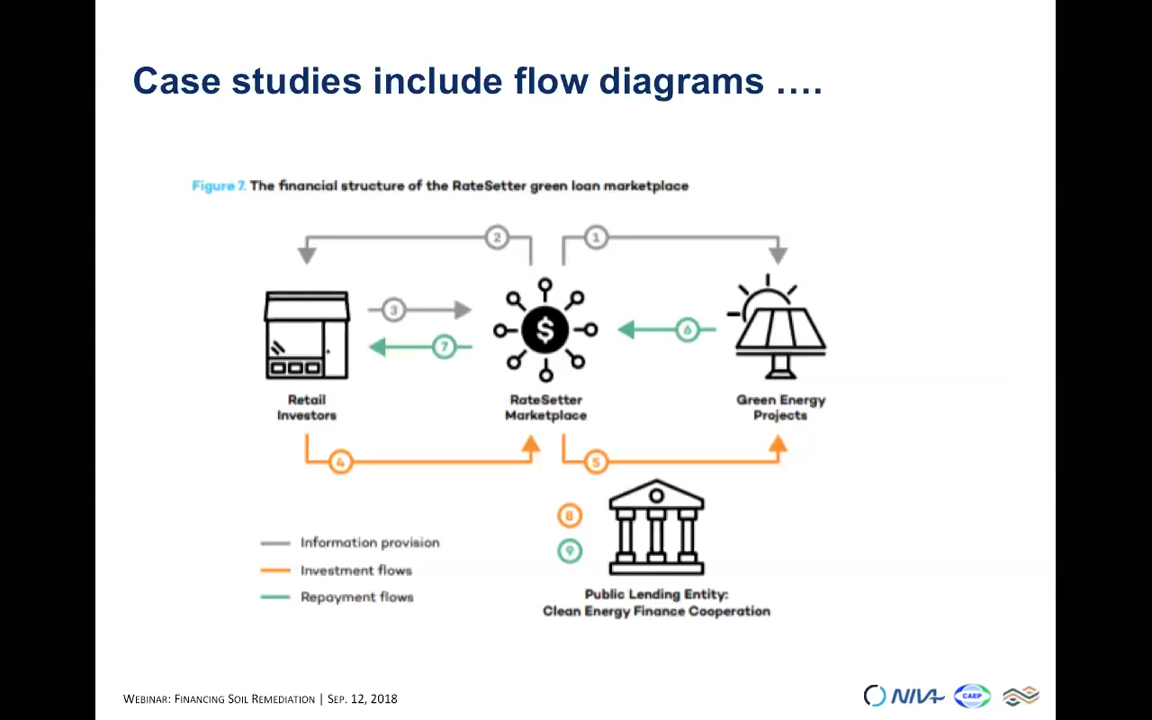 Case studies include flow diagrams ….
Figure 7. The financial structure of the RateSetter green loan marketplace
2
1
3
7
6
$
Retail
Investors
RateSetter
Marketplace
Green Energy
Projects
4
5
8
9
Information provision
Investment flows
Repayment flows
Public Lending Entity:
Clean Energy Finance Cooperation
WEBINAR: FINANCING SOIL REMEDIATION | SEP. 12, 2018
NIVA
CAEP